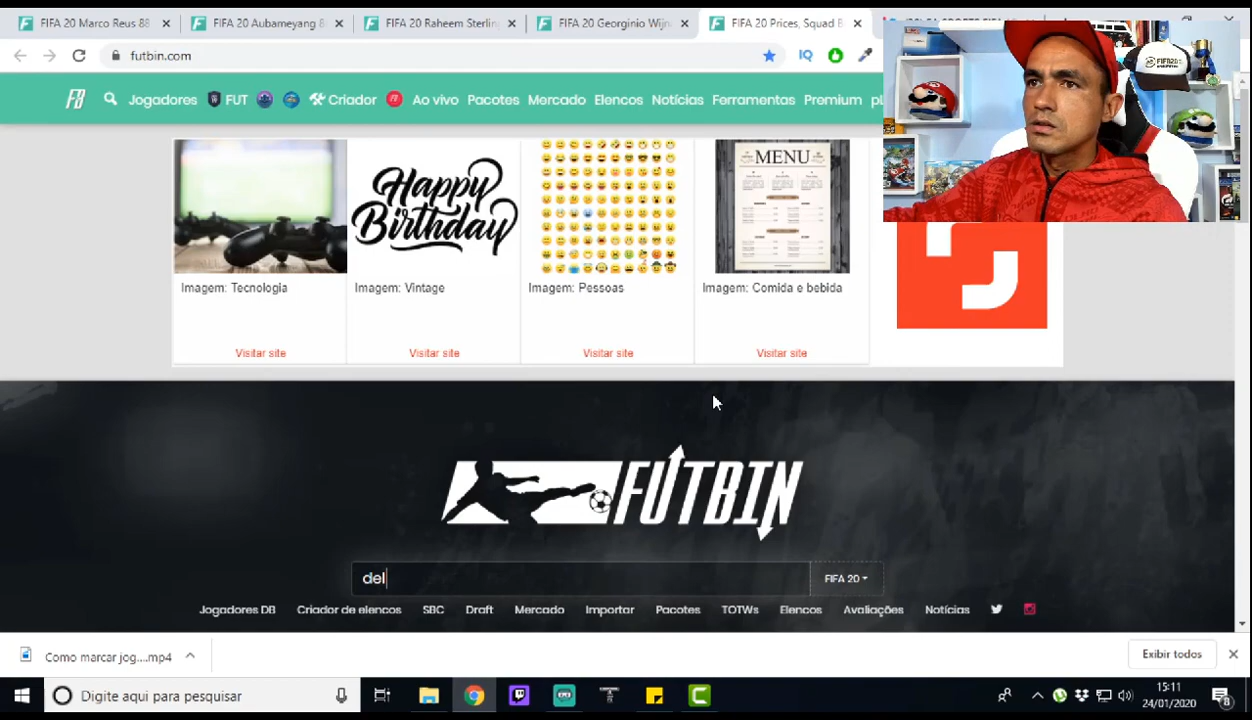 FIFA 20 Marco Reus 88
FIFA 20 Aubameyang 8
FIFA 20 Raheem Sterlin
FIFA 20 Georginio Wijn
FIFA 20 Prices, Squad B
futbin.com
IQ
Jogadores FUT Criador Ao vivo Pacotes Mercado Elencos Notícias Ferramentas Premium
Happy
Birthday
MENU
Imagem: Tecnologia
Imagem: Vintage
Imagem: Pessoas
Imagem: Comida e bebida
Visitar site
Visitar site
Visitar site
Visitar site
FIFA20
FUTBIN
del
FIFA 20
Jogadores DB Criador de elencos SBC Draft Mercado Importar Pacotes TOTWs Elencos Avaliações Notícias
Como marcar jog....mp4
Exibir todos
Digite aqui para pesquisar
15:11
24/01/2020
8